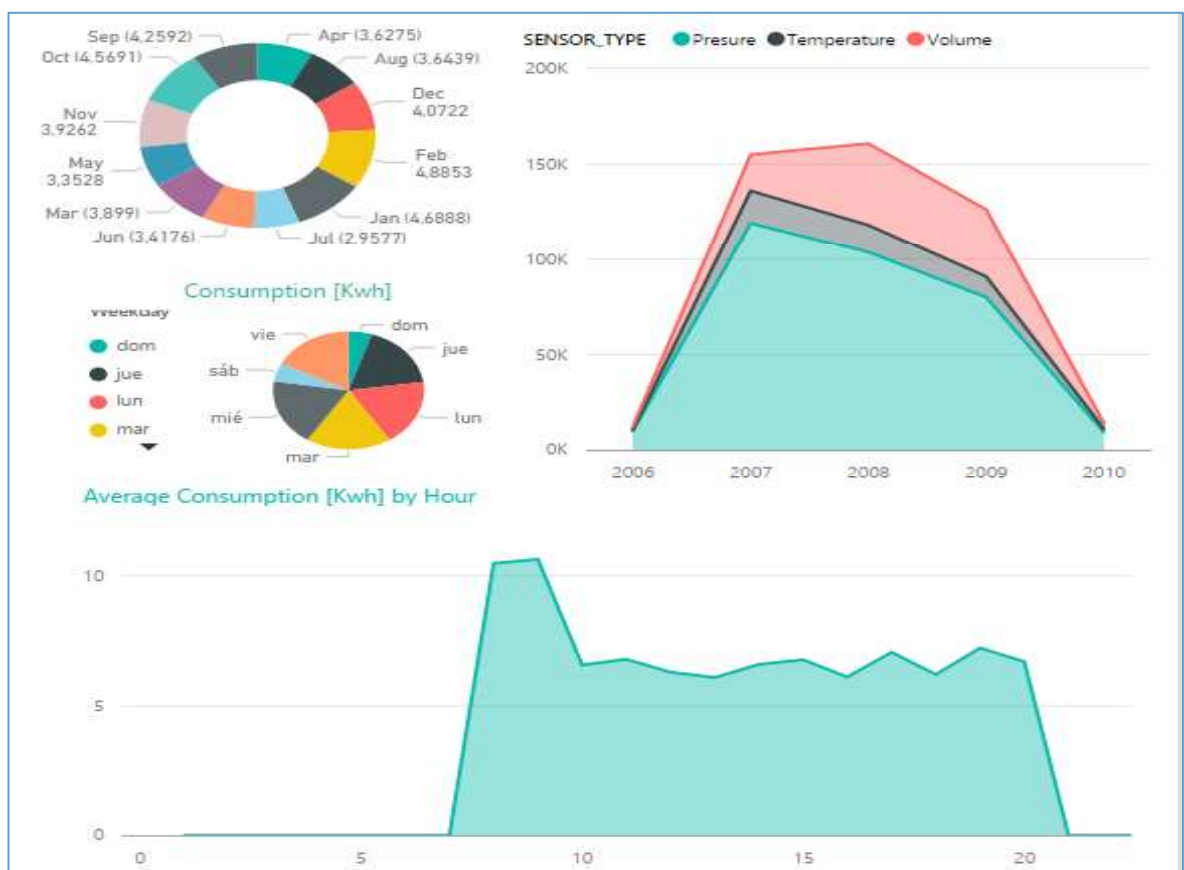 Sep (4,2592)
Apr (3,6275)
Oct (4,5691)
Aug (3,6439)
Nov
3,9262
Dec
4,0722
May
3,3528
Feb
4,8853
Mar (3,899)
Jan (4,6888)
Jun (3,4176)
Jul (2,9577)
Consumption [Kwh]
Weekday
dom
jue
lun
mar
vie
dom
sáb
jue
mié
lun
mar
SENSOR_TYPE Presure Temperature Volume
200K
150K
100K
50K
0K
2006 2007 2008 2009 2010
Average Consumption [Kwh] by Hour
10
5
0
0 5 10 15 20